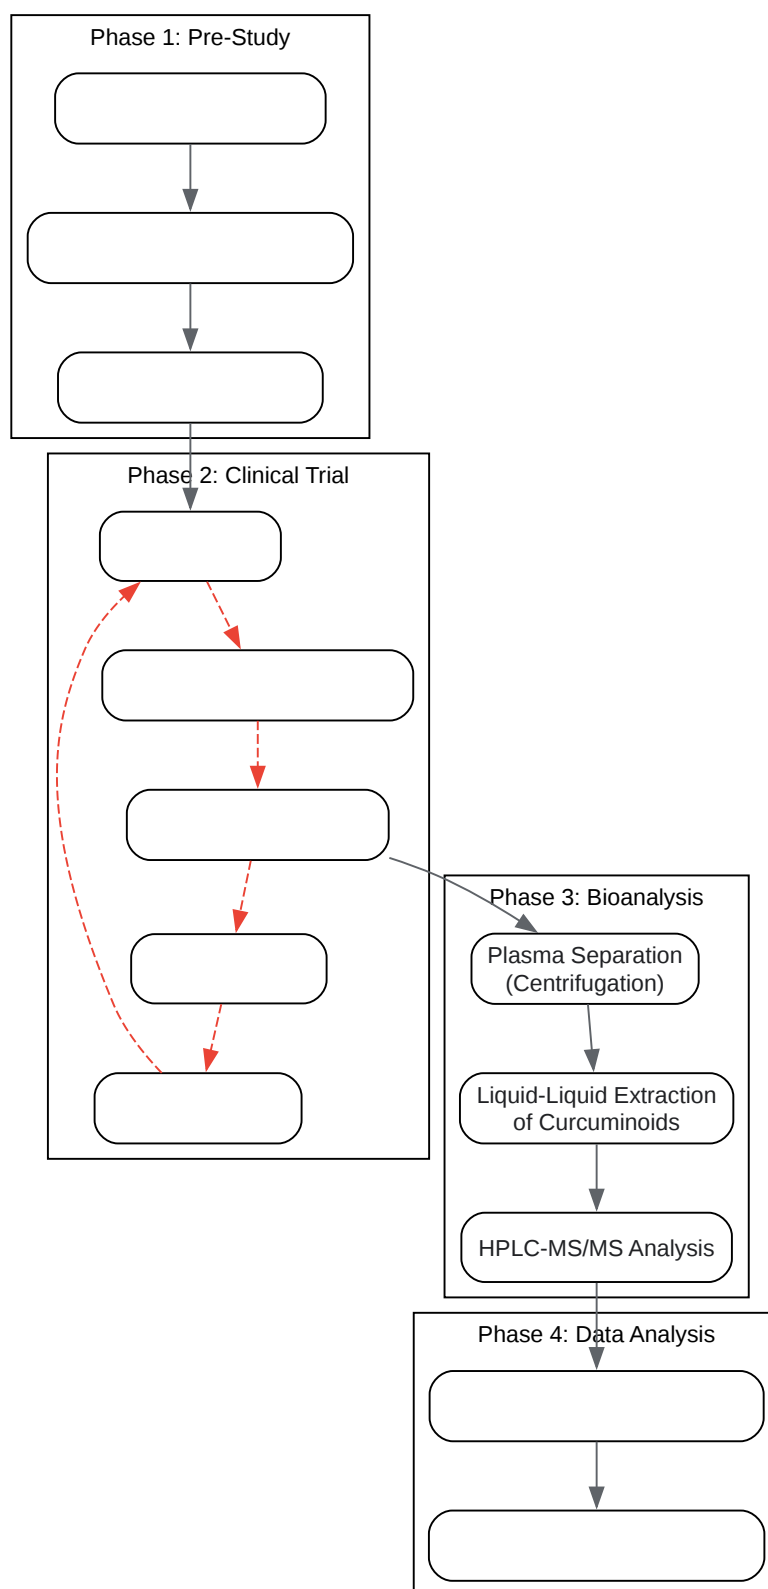 Phase 1: Pre-Study
Phase 2: Clinical Trial
Phase 3: Bioanalysis
Plasma Separation
(Centrifugation)
Liquid-Liquid Extraction
of Curcuminoids
HPLC-MS/MS Analysis
Phase 4: Data Analysis